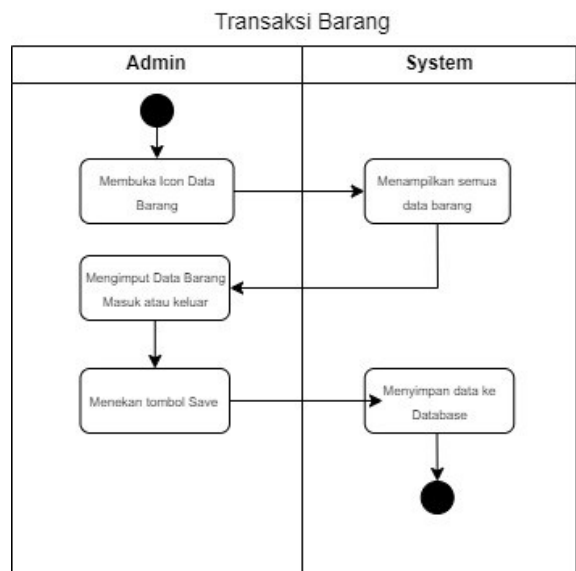 Transaksi Barang
Admin
System
Membuka Icon Data
Barang
Menampilkan semua
data barang
Mengimput Data Barang
Masuk atau keluar
Menekan tombol Save
Menyimpan data ke
Database